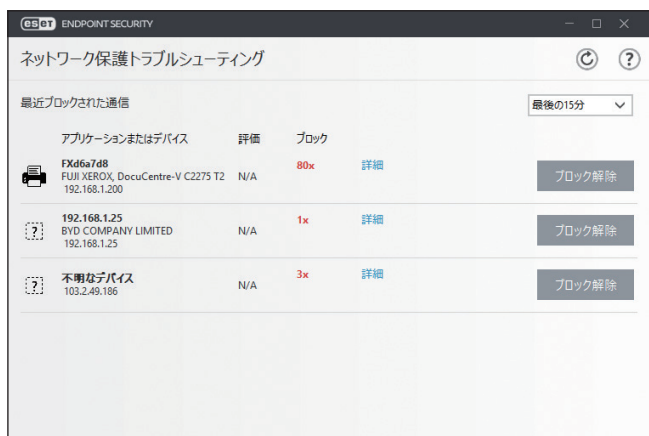 eset ENDPOINT SECURITY
ネットワーク保護トラブルシューティング
?
最近ブロックされた通信
最後の15分
アプリケーションまたはデバイス 評価 ブロック
FXd6a7d8
FUJI XEROX, DocuCentre-V C2275 T2 N/A 80x 詳細 ブロック解除
192.168.1.200
192.168.1.25
BYD COMPANY LIMITED N/A 1x 詳細 ブロック解除
192.168.1.25
不明なデバイス
103.2.49.186 N/A 3x 詳細 ブロック解除